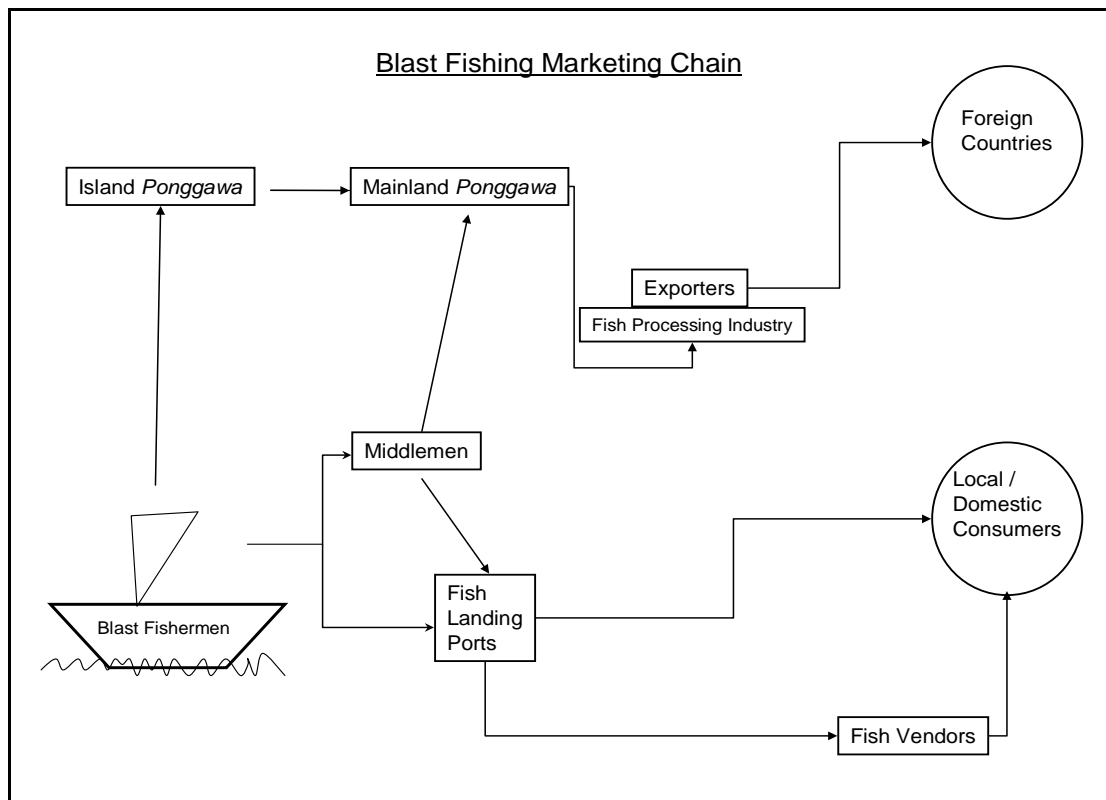 Blast Fishing Marketing Chain
Foreign
Countries
Island Ponggawa
Mainland Ponggawa
Exporters
Fish Processing Industry
Middlemen
Local /
Domestic
Consumers
Fish
Landing
Ports
Blast Fishermen
Fish Vendors